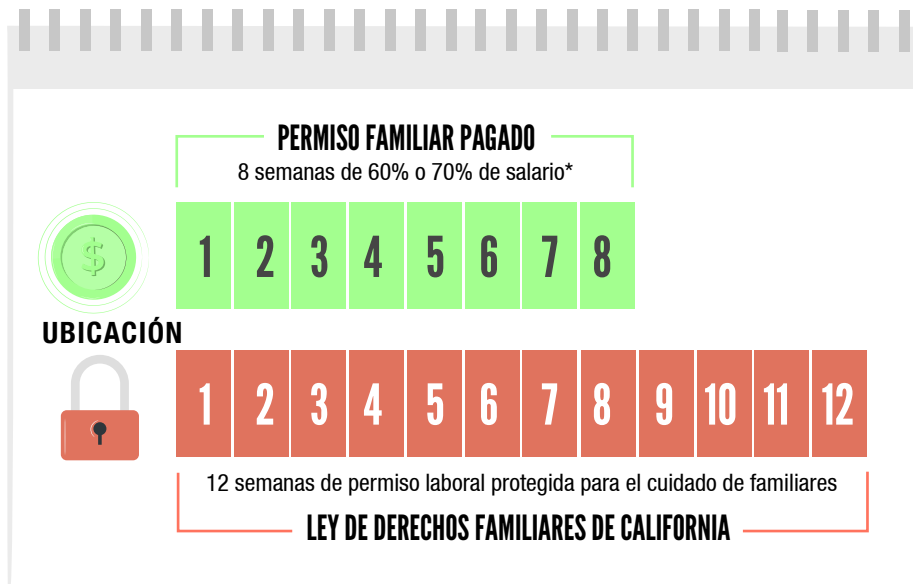 PERMISO FAMILIAR PAGADO
8 semanas de 60% o 70% de salario*
$
1 2 3 4 5 6 7 8
UBICACIÓN
1 2 3 4 5 6 7 8 9 10 11 12
12 semanas de permiso laboral protegida para el cuidado de familiares
LEY DE DERECHOS FAMILIARES DE CALIFORNIA